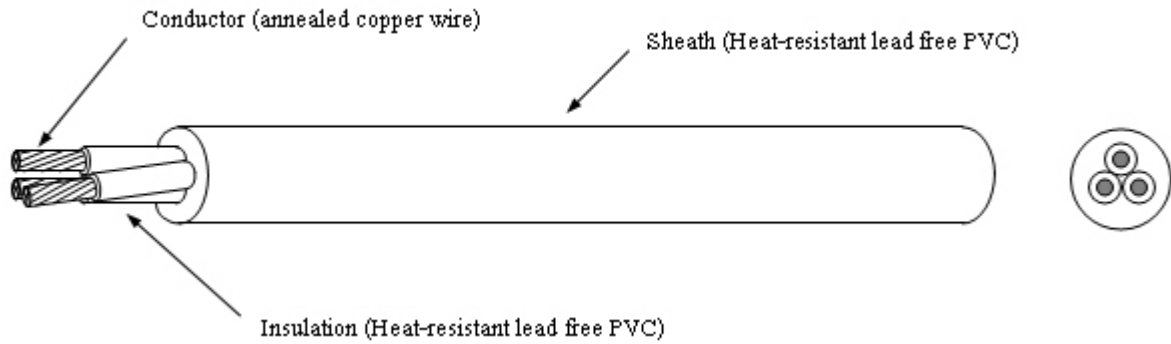 Conductor (annealed copper wire)
Sheath (Heat-resistant lead free PVC)
Insulation (Heat-resistant lead free PVC)